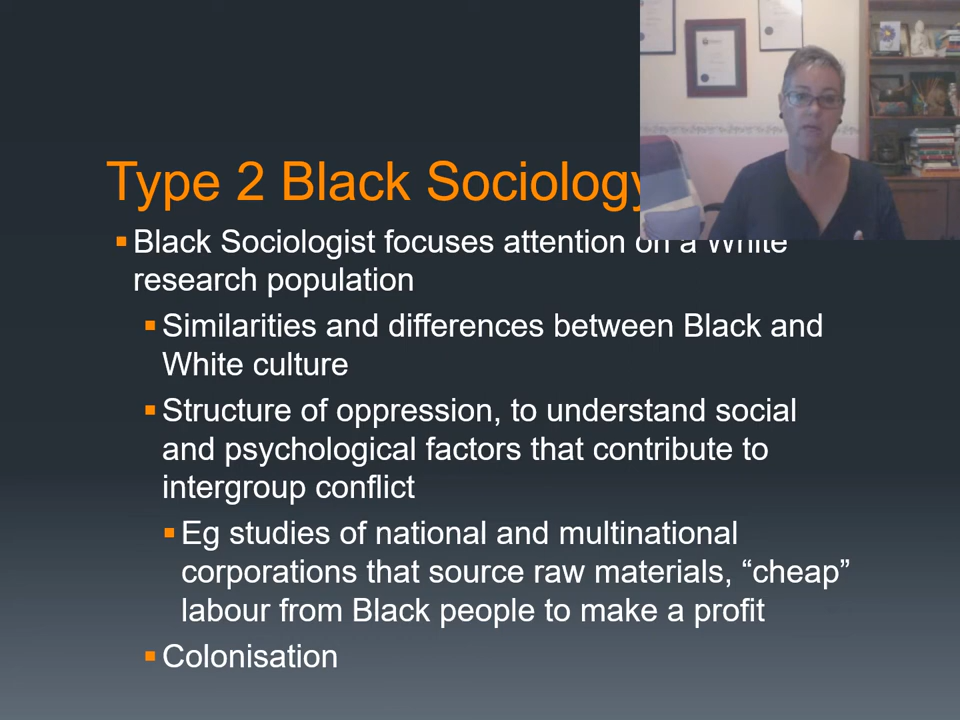 Type 2 Black Sociology
Black Sociologist focuses attention on a White
research population
Similarities and differences between Black and
White culture
Structure of oppression, to understand social
and psychological factors that contribute to
intergroup conflict
Eg studies of national and multinational
corporations that source raw materials, “cheap”
labour from Black people to make a profit
Colonisation